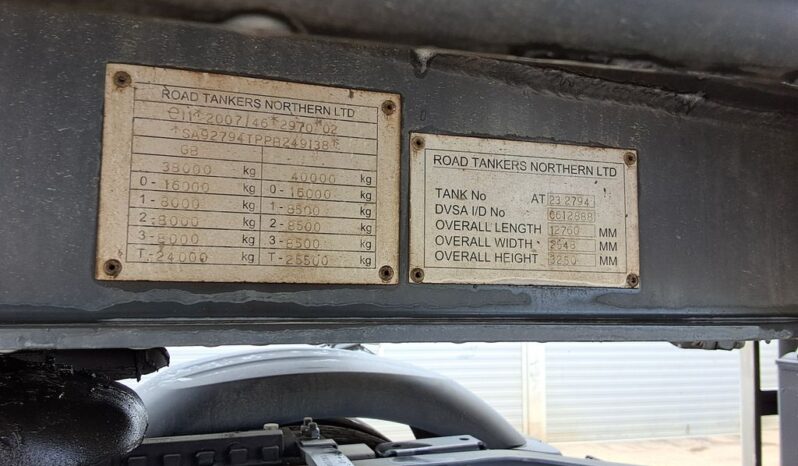 ROAD TANKERS NORTHERN LTD
e11*2007/46*2970*02
GB
38000 kg 40000 kg
0- 16000 kg 0- 16000 kg
1- 8000 kg 1- 8500 kg
2- 8000 kg 2- 8500 kg
3- 8000 kg 3- 8500 kg
T- 24000 kg T- 25500 kg
ROAD TANKERS NORTHERN LTD
TANK No AT 23.2794
DVSA I/D No C612888
OVERALL LENGTH 12760 MM
OVERALL WIDTH 2548 MM
OVERALL HEIGHT 3250 MM